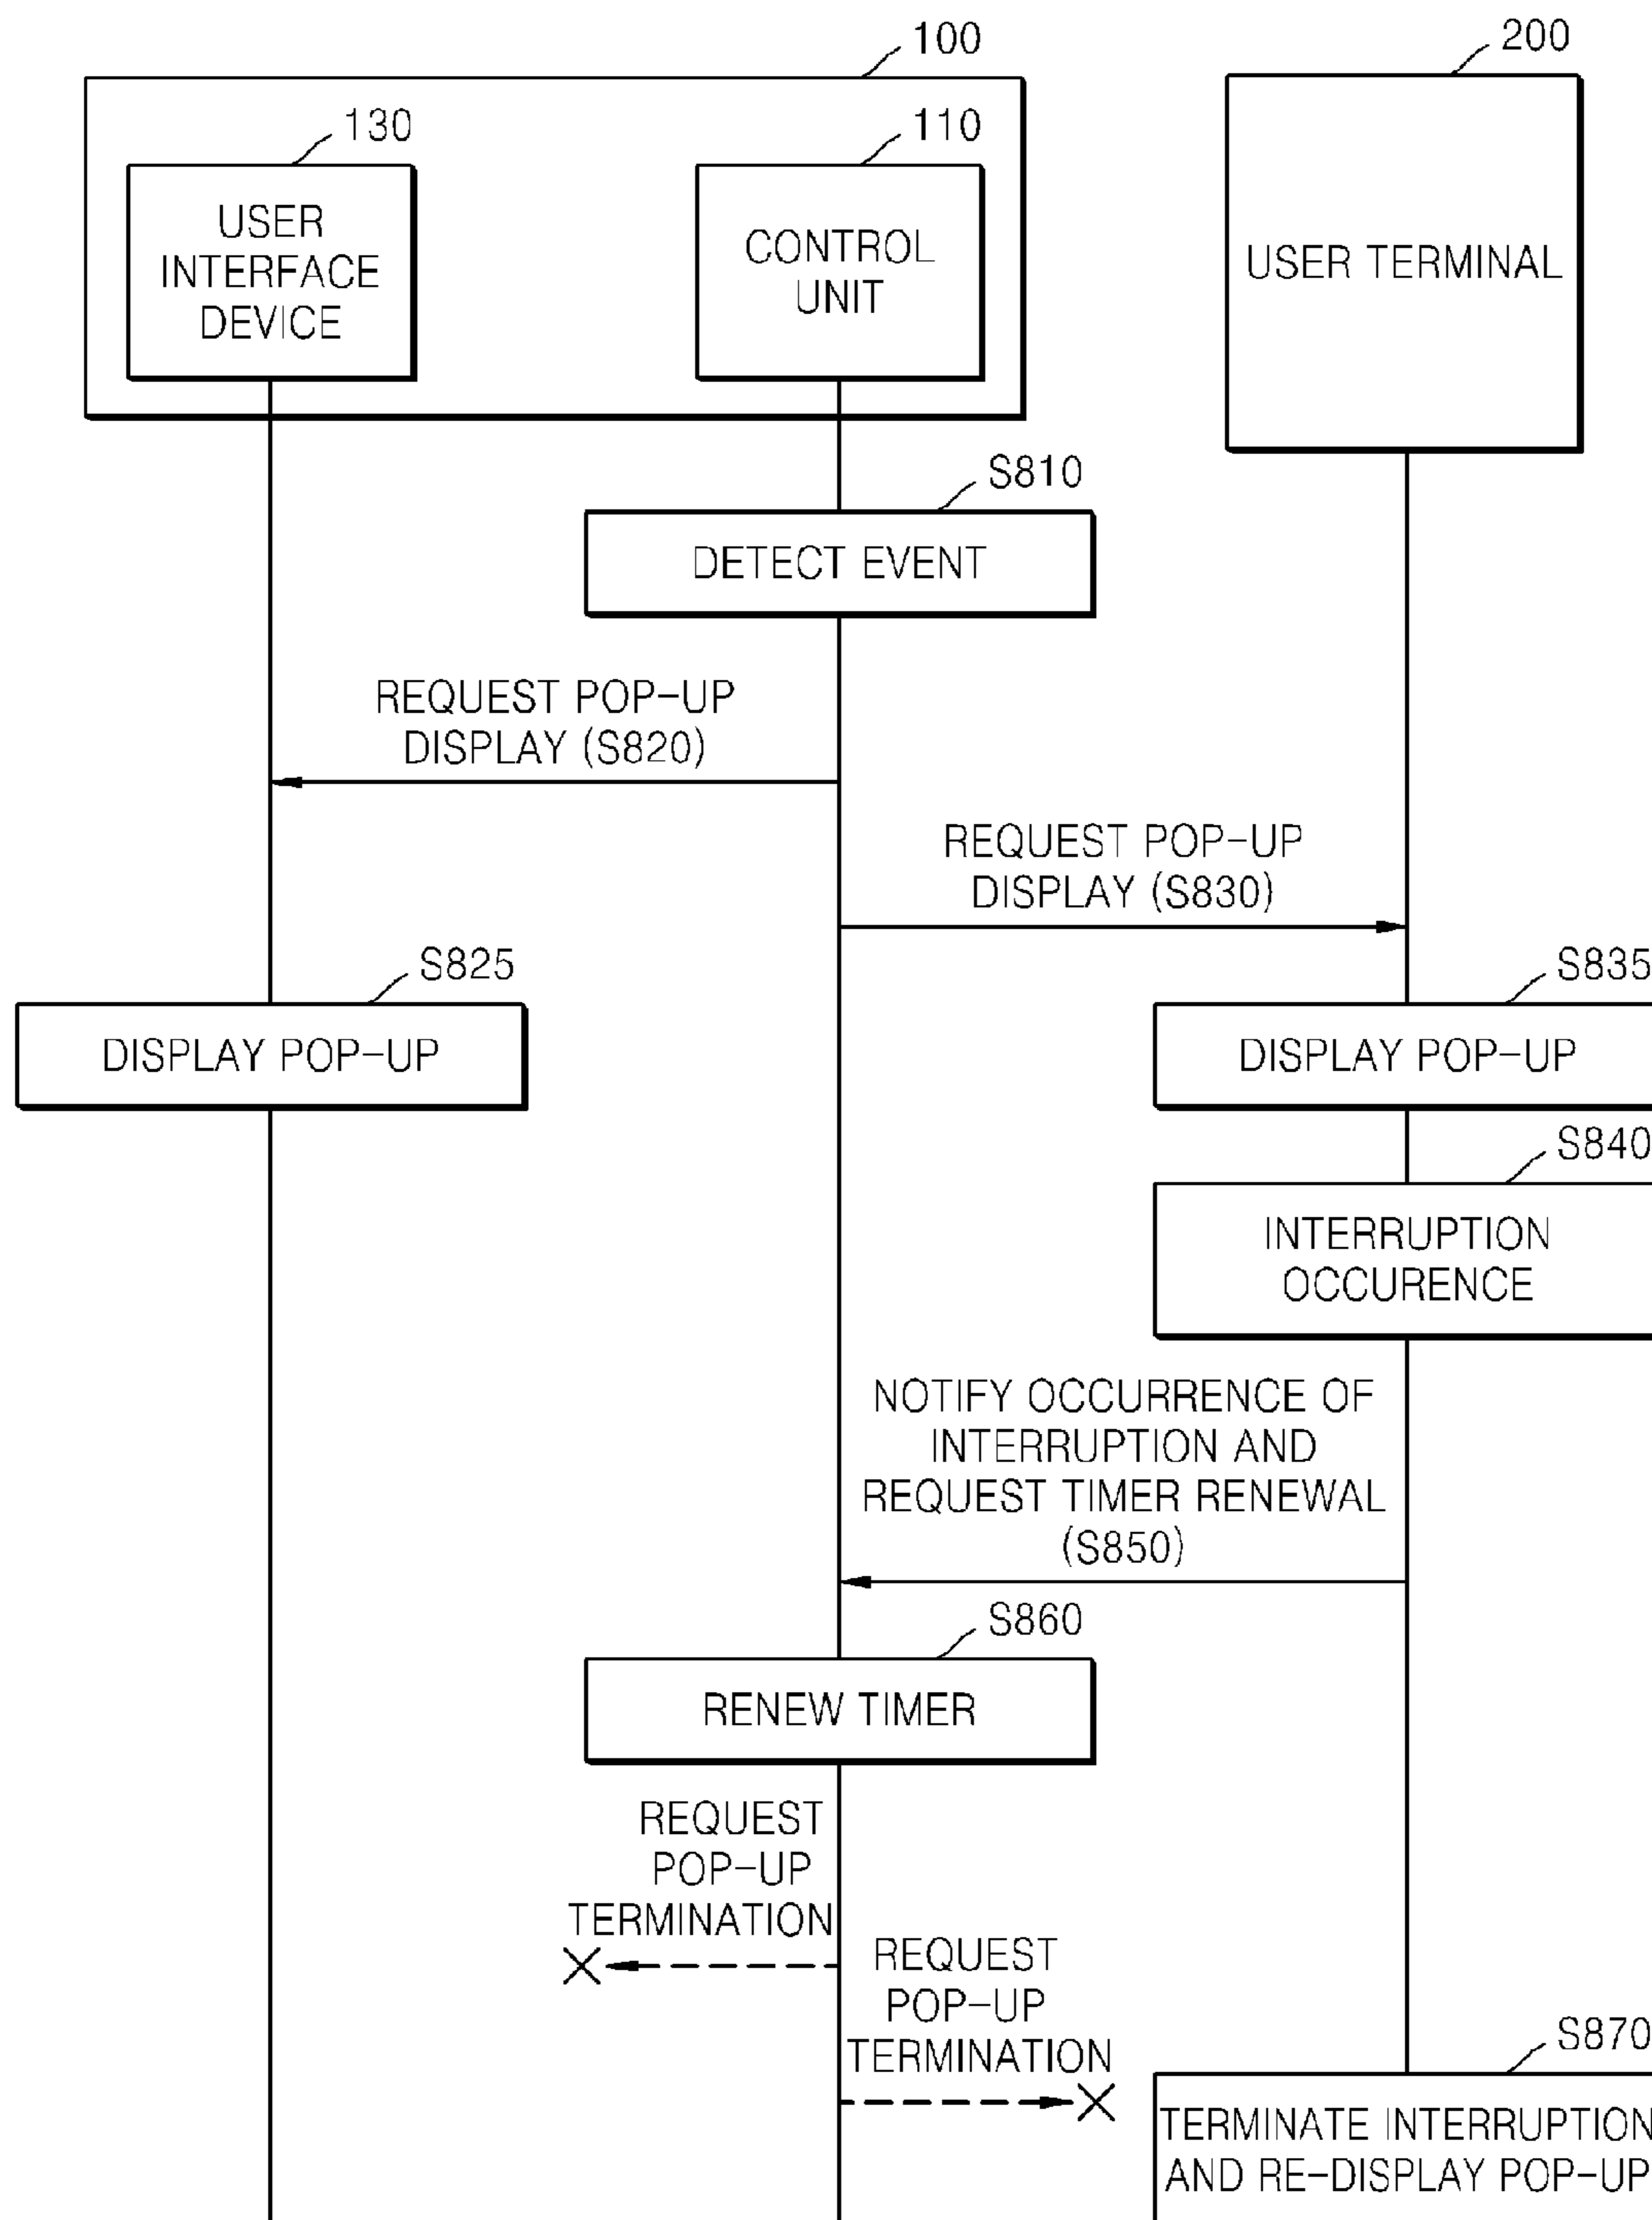 100
200
130
110
USER
INTERFACE
DEVICE
CONTROL
UNIT
USER TERMINAL
S810
DETECT EVENT
REQUEST POP-UP
DISPLAY (S820)
REQUEST POP-UP
DISPLAY (S830)
S825
S835
DISPLAY POP-UP
DISPLAY POP-UP
S840
INTERRUPTION
OCCURENCE
NOTIFY OCCURRENCE OF
INTERRUPTION AND
REQUEST TIMER RENEWAL
(S850)
S860
RENEW TIMER
REQUEST
POP-UP
TERMINATION
REQUEST
POP-UP
TERMINATION
S870
TERMINATE INTERRUPTION
AND RE-DISPLAY POP-UP